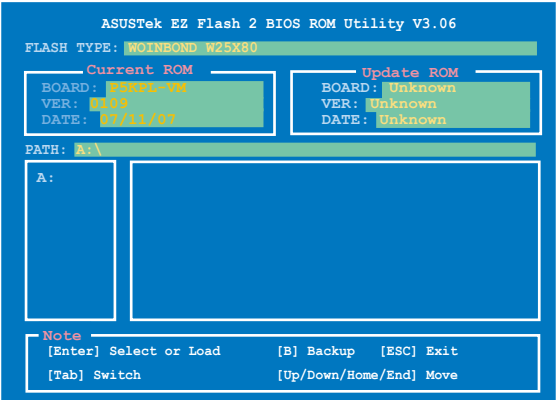 ASUSTek EZ Flash 2 BIOS ROM Utility V3.06
FLASH TYPE: WOINBOND W25X80
Current ROM
BOARD: P5KPL-VM
VER: 0109
DATE: 07/11/07
Update ROM
BOARD: Unknown
VER: Unknown
DATE: Unknown
PATH: A:\
A:
Note
[Enter] Select or Load [B] Backup [ESC] Exit
[Tab] Switch [Up/Down/Home/End] Move